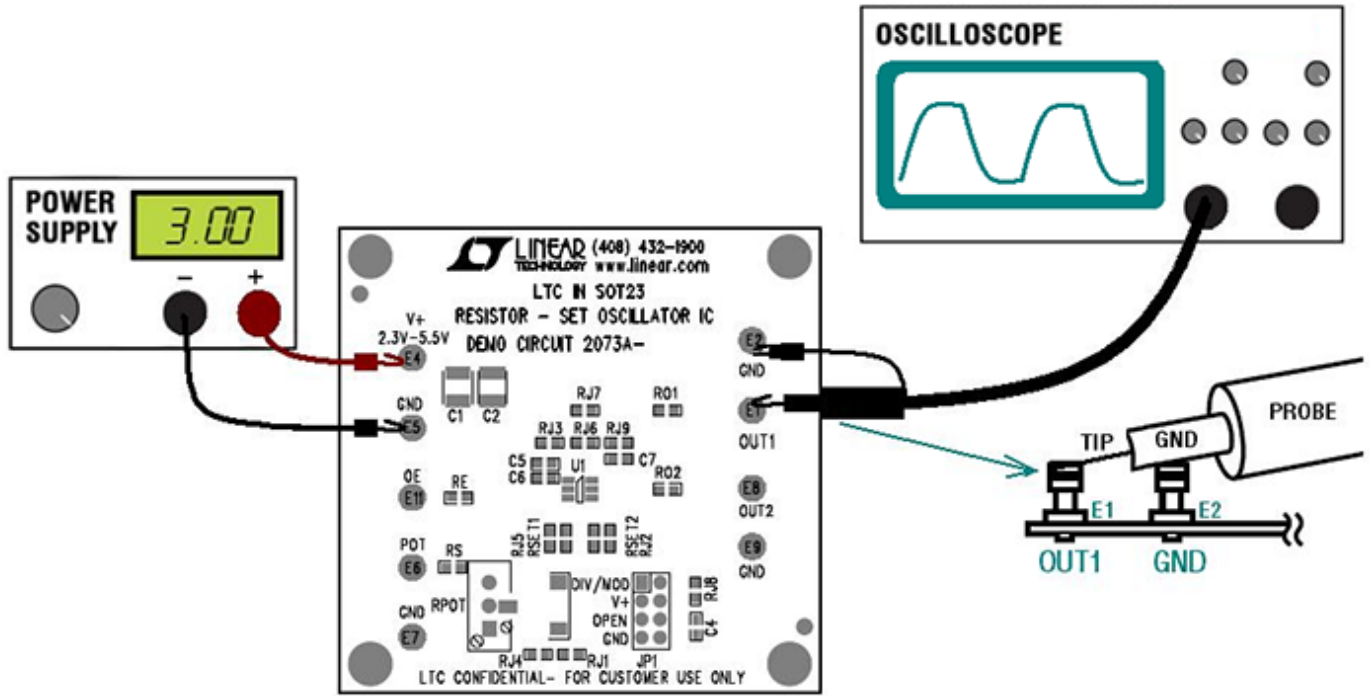 OSCILLOSCOPE
POWER
SUPPLY
3.00
-
+
LINEAR (408) 432-1900
TECHNOLOGY www.linear.com
LTC IN SOT23
RESISTOR - SET OSCILLATOR IC
DEMO CIRCUIT 2073A-
V+
2.3V-5.5V
E4
GND
E5
C1
C2
OE
E11
RE
POT
E6
RS
GND
E7
RPOT
RJ7
RO1
RJ3
RJ6
RJ9
C5
C6
U1
C7
RO2
RJ5
RSET1
RSET2
RJ2
DIV/MOD
V+
OPEN
GND
JP1
RJ8
C4
RJ4
RJ1
E2
GND
E1
OUT1
E8
OUT2
E9
GND
LTC CONFIDENTIAL- FOR CUSTOMER USE ONLY
PROBE
GND
TIP
E1
E2
OUT1
GND